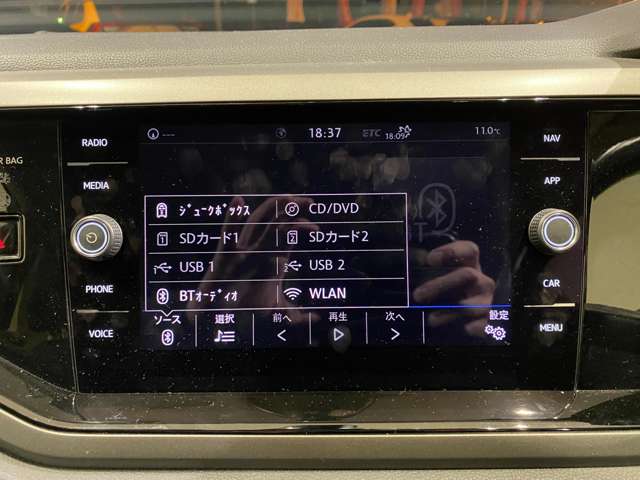 R BAG
RADIO
MEDIA
PHONE
VOICE
--- 18:37 ETC 18:09 11.0℃
ジュークボックス CD/DVD
SDカード1 SDカード2
USB 1 USB 2
BTオーディオ WLAN
ソース 選択 前へ 再生 次へ 設定
NAV
APP
CAR
MENU